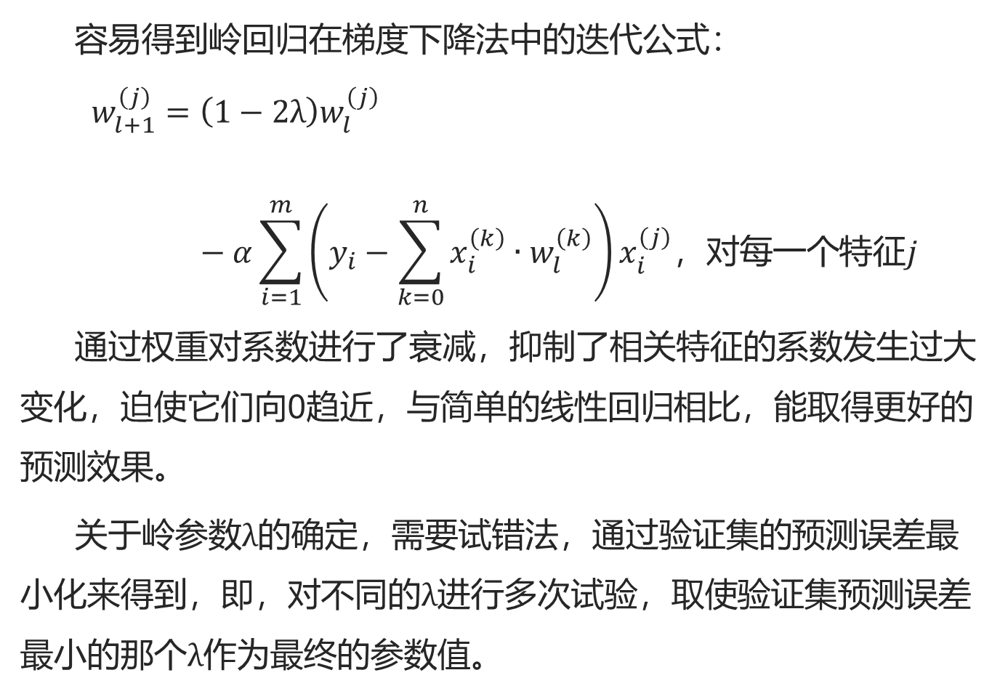 容易得到岭回归在梯度下降法中的迭代公式：
$w_{l+1}^{(j)} = (1 - 2\lambda)w_l^{(j)}$
$- \alpha \sum_{i=1}^{m} \left( y_i - \sum_{k=0}^{n} x_i^{(k)} \cdot w_l^{(k)} \right) x_i^{(j)}$，对每一个特征$j$
通过权重对系数进行了衰减，抑制了相关特征的系数发生过大
变化，迫使它们向0趋近，与简单的线性回归相比，能取得更好的
预测效果。
关于岭参数λ的确定，需要试错法，通过验证集的预测误差最
小化来得到，即，对不同的λ进行多次试验，取使验证集预测误差
最小的那个λ作为最终的参数值。